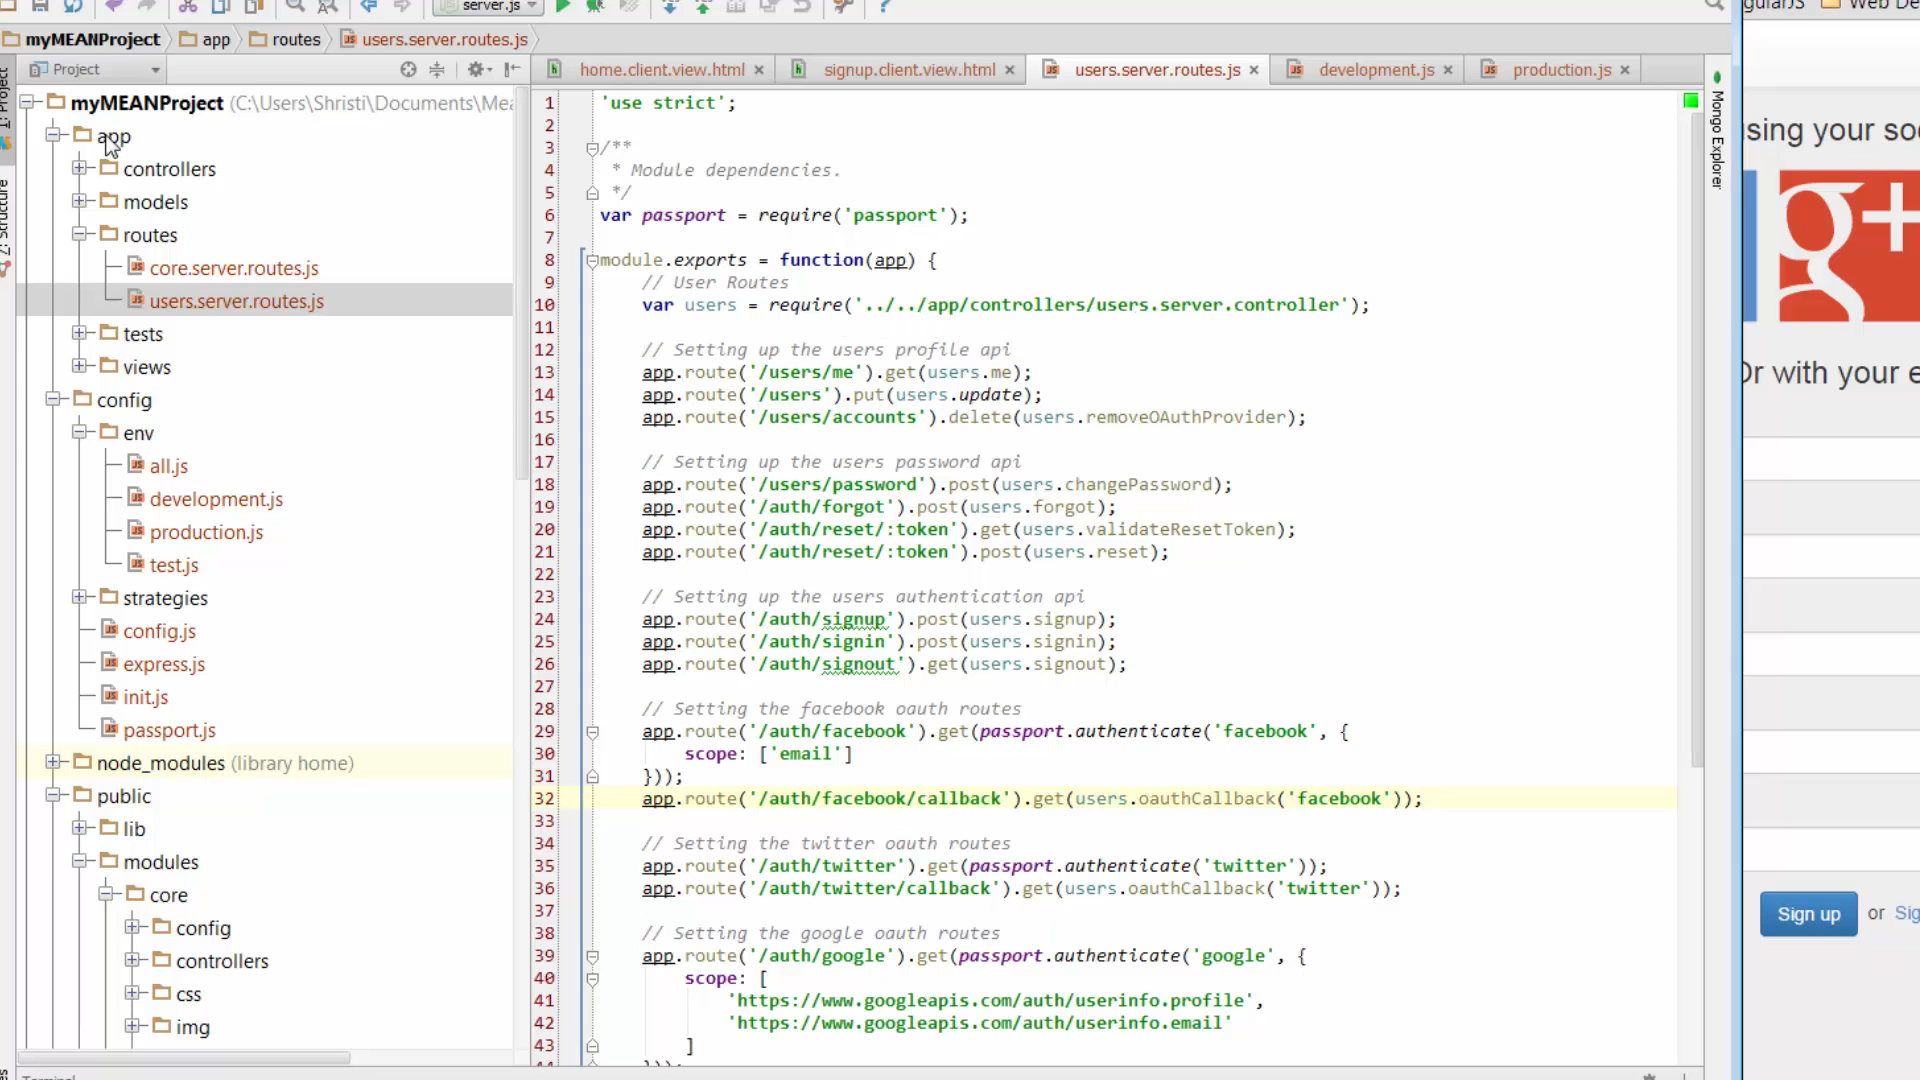 server.js
gularJS Web De
myMEANProject app routes users.server.routes.js
Project
home.client.view.html signup.client.view.html users.server.routes.js development.js production.js
1: Project
7: Structure
Mongo Explorer
myMEANProject (C:\Users\Shristi\Documents\Mea
app
controllers
models
routes
core.server.routes.js
users.server.routes.js
tests
views
config
env
all.js
development.js
production.js
test.js
strategies
config.js
express.js
init.js
passport.js
node_modules (library home)
public
lib
modules
core
config
controllers
css
img
1 'use strict';
2
3 /**
4 * Module dependencies.
5 */
6 var passport = require('passport');
7
8 module.exports = function(app) {
9 // User Routes
10 var users = require('../../app/controllers/users.server.controller');
11
12 // Setting up the users profile api
13 app.route('/users/me').get(users.me);
14 app.route('/users').put(users.update);
15 app.route('/users/accounts').delete(users.removeOAuthProvider);
16
17 // Setting up the users password api
18 app.route('/users/password').post(users.changePassword);
19 app.route('/auth/forgot').post(users.forgot);
20 app.route('/auth/reset/:token').get(users.validateResetToken);
21 app.route('/auth/reset/:token').post(users.reset);
22
23 // Setting up the users authentication api
24 app.route('/auth/signup').post(users.signup);
25 app.route('/auth/signin').post(users.signin);
26 app.route('/auth/signout').get(users.signout);
27
28 // Setting the facebook oauth routes
29 app.route('/auth/facebook').get(passport.authenticate('facebook', {
30 scope: ['email']
31 }));
32 app.route('/auth/facebook/callback').get(users.oauthCallback('facebook'));
33
34 // Setting the twitter oauth routes
35 app.route('/auth/twitter').get(passport.authenticate('twitter'));
36 app.route('/auth/twitter/callback').get(users.oauthCallback('twitter'));
37
38 // Setting the google oauth routes
39 app.route('/auth/google').get(passport.authenticate('google', {
40 scope: [
41 'https://www.googleapis.com/auth/userinfo.profile',
42 'https://www.googleapis.com/auth/userinfo.email'
43 ]
44 }));
sing your soc
g+
Or with your e
Sign up or Sig
Terminal